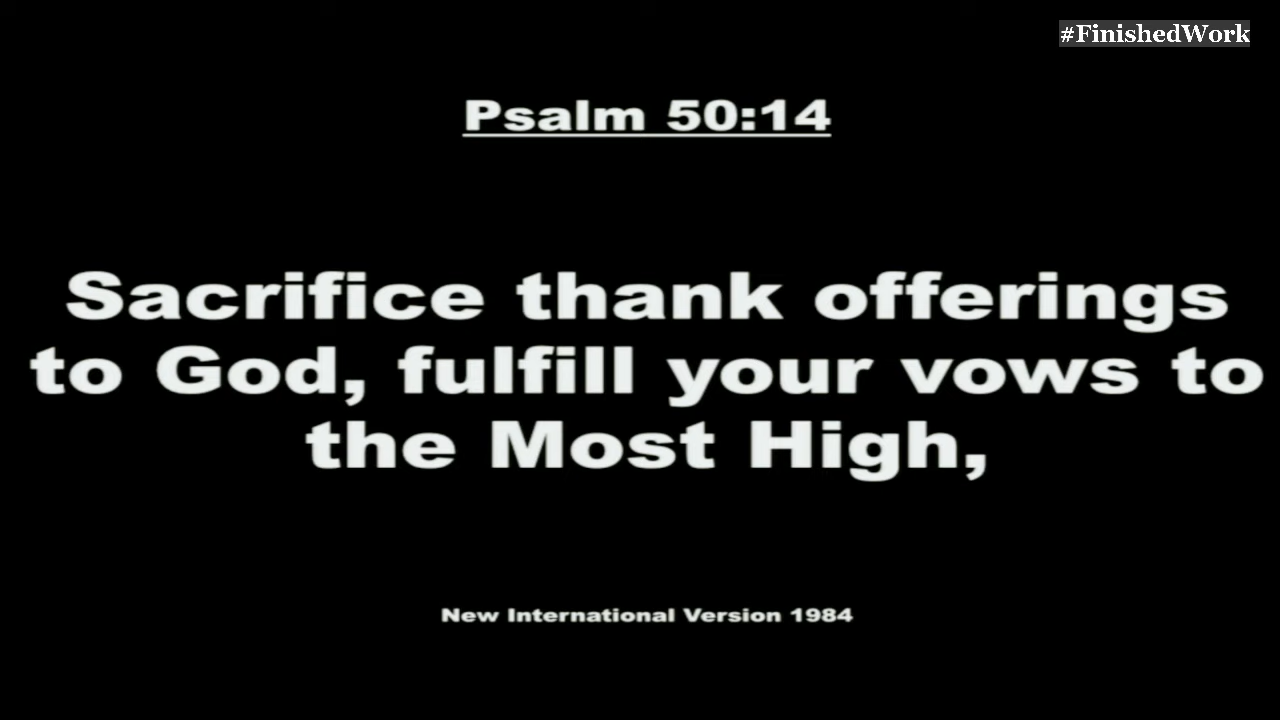 #FinishedWork
Psalm 50:14
Sacrifice thank offerings
to God, fulfill your vows to
the Most High,
New International Version 1984